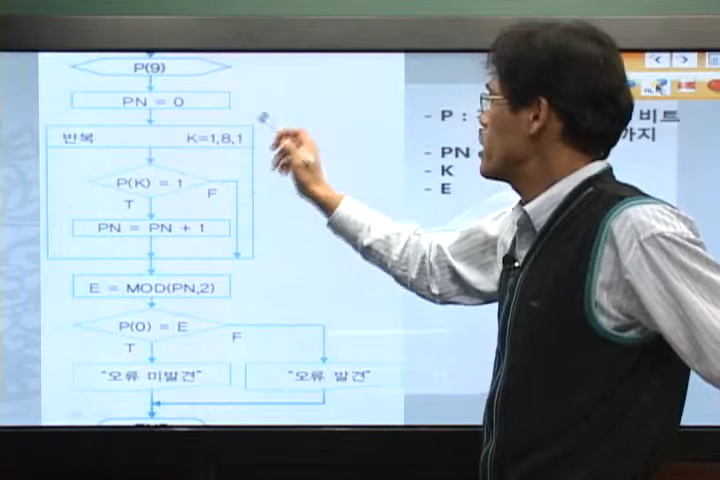 P(9)
PN = 0
반복 K=1,8,1
P(K) = 1
T F
PN = PN + 1
E = MOD(PN,2)
P(0) = E
T F
"오류 미발견" "오류 발견"
- P : 비트
까지
- PN
- K
- E